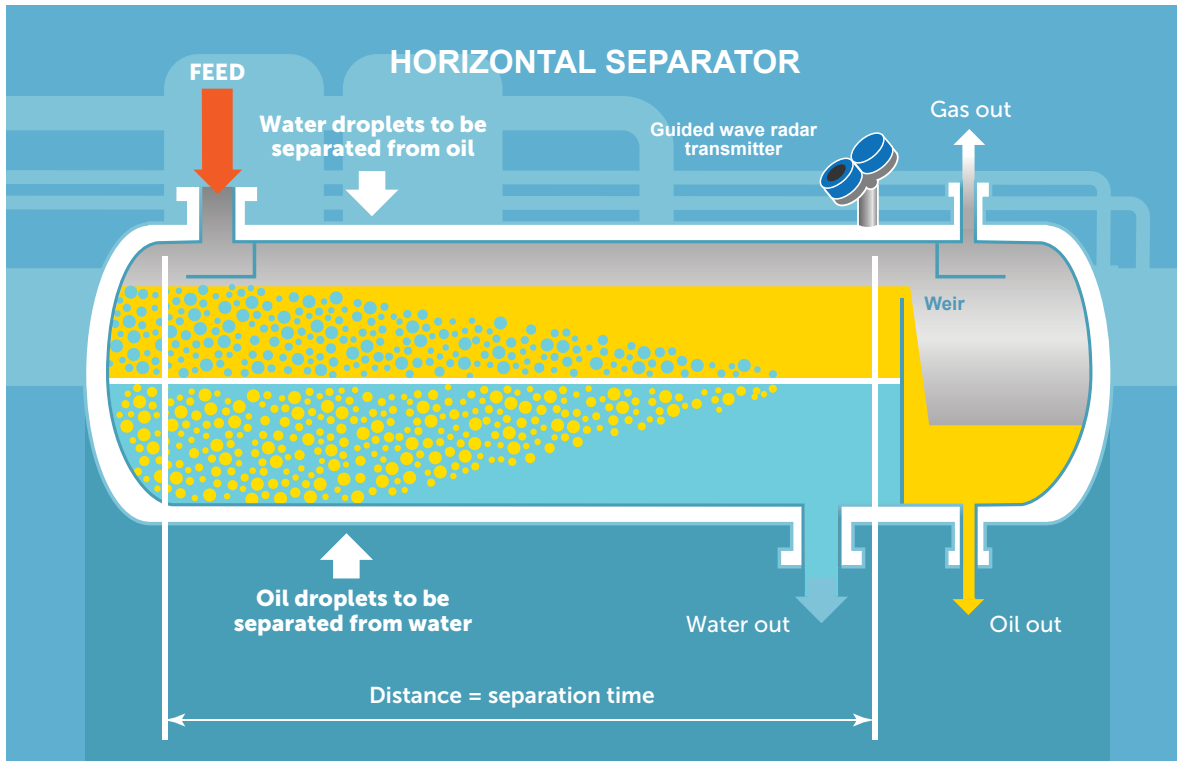 HORIZONTAL SEPARATOR
FEED
Water droplets to be
separated from oil
Guided wave radar
transmitter
Gas out
Weir
Oil droplets to be
separated from water
Water out
Oil out
Distance = separation time